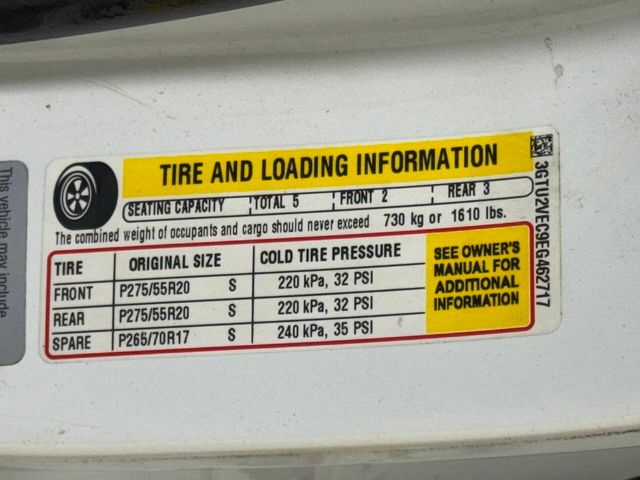 TIRE AND LOADING INFORMATION
SEATING CAPACITY TOTAL 5 FRONT 2 REAR 3
The combined weight of occupants and cargo should never exceed 730 kg or 1610 lbs.
TIRE ORIGINAL SIZE COLD TIRE PRESSURE
FRONT P275/55R20 S 220 kPa, 32 PSI
REAR P275/55R20 S 220 kPa, 32 PSI
SPARE P265/70R17 S 240 kPa, 35 PSI
SEE OWNER'S
MANUAL FOR
ADDITIONAL
INFORMATION
3GTU2VEC9EG462717
This vehicle may include